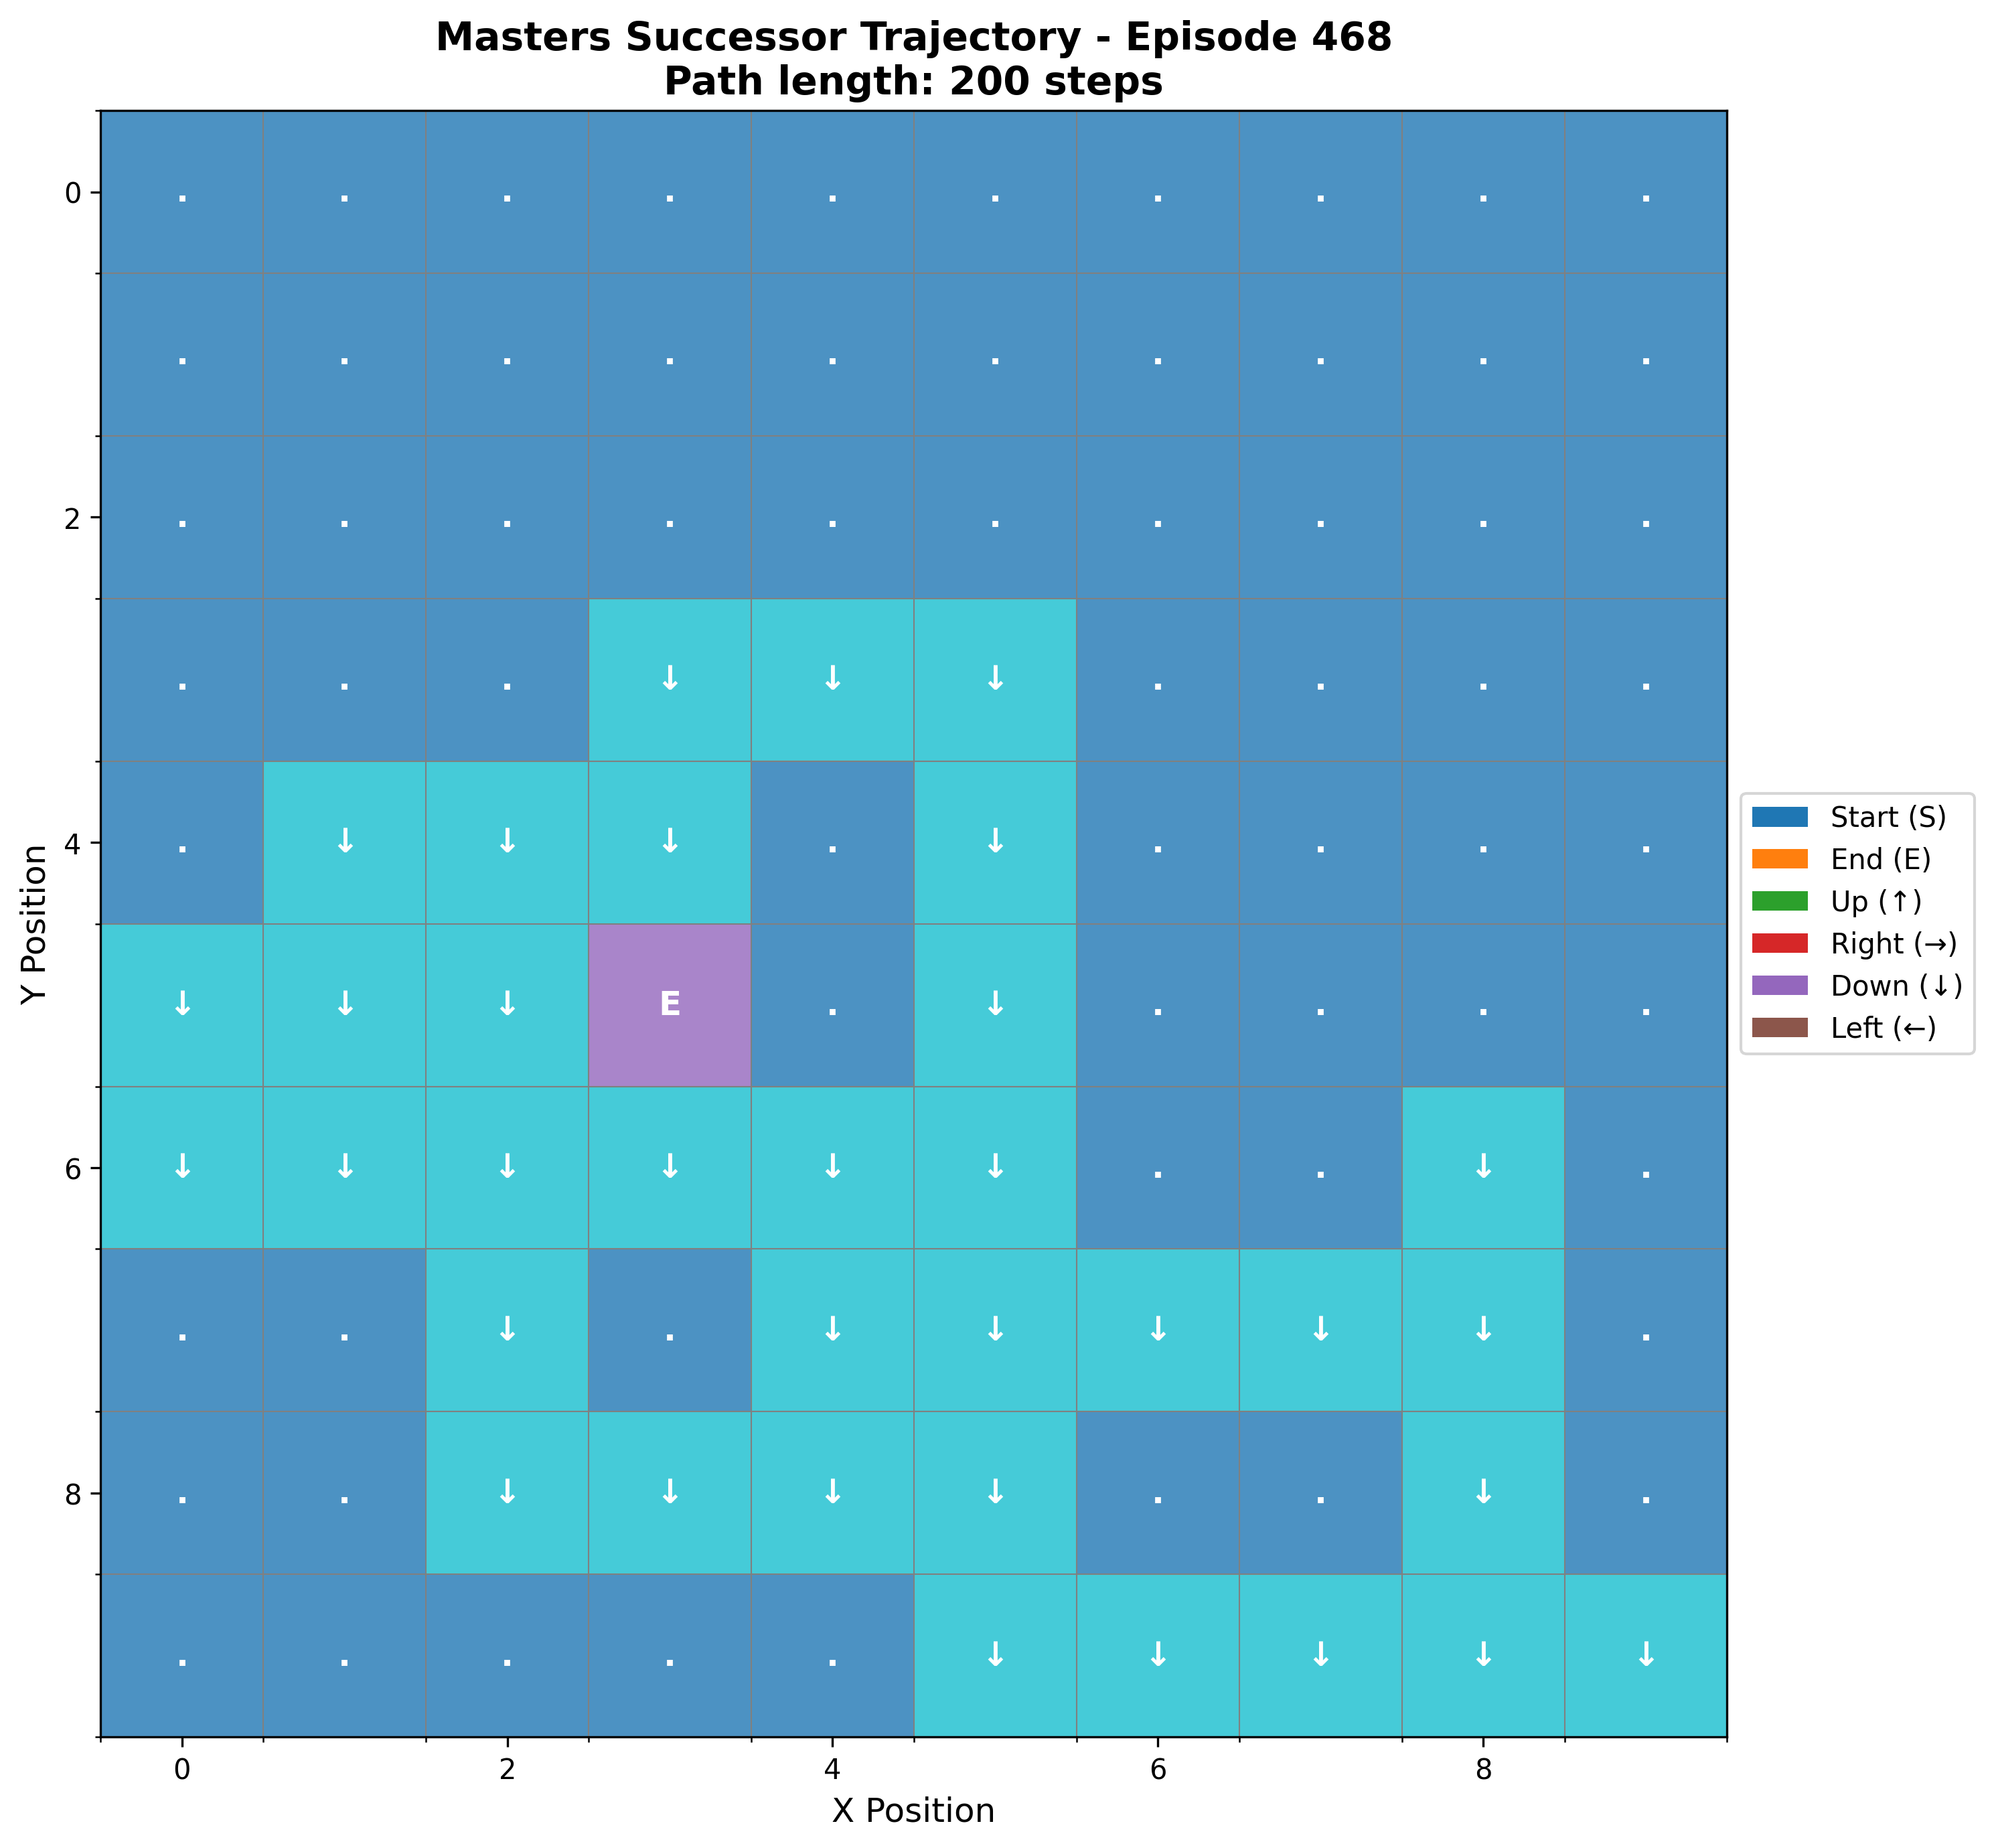 Masters Successor Trajectory - Episode 468
Path length: 200 steps
0 . . . . . . . . . .
. . . . . . . . . .
2 . . . . . . . . . .
. . . ↓ ↓ ↓ . . . .
4 . ↓ ↓ ↓ . ↓ . . . .
↓ ↓ ↓ E . ↓ . . . .
6 ↓ ↓ ↓ ↓ ↓ ↓ . . ↓ .
. . ↓ . ↓ ↓ ↓ ↓ ↓ .
8 . . ↓ ↓ ↓ ↓ . . ↓ .
. . . . . ↓ ↓ ↓ ↓ ↓
0 2 4 6 8
X Position
Y Position
Start (S)
End (E)
Up (↑)
Right (→)
Down (↓)
Left (←)